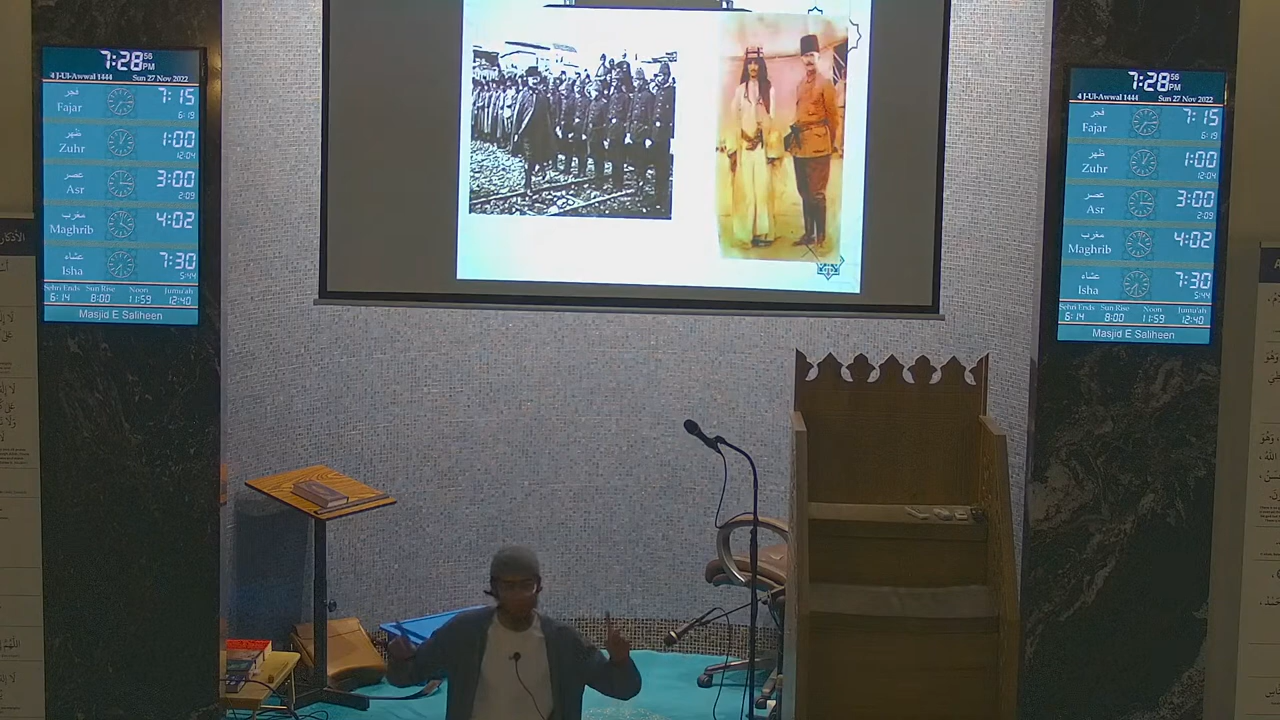 7:28 56 PM
4 J-Ul-Awwal 1444 Sun 27 Nov 2022
فجر
Fajar 7:15
6:19
ظهر
Zuhr 1:00
12:04
عصر
Asr 3:00
2:09
مغرب
Maghrib 4:02
عشاء
Isha 7:30
5:44
Sehri Ends Sun Rise Noon Jumu'ah
6:14 8:00 11:59 12:40
Masjid E Saliheen
7:28 56 PM
4 J-Ul-Awwal 1444 Sun 27 Nov 2022
فجر
Fajar 7:15
6:19
ظهر
Zuhr 1:00
12:04
عصر
Asr 3:00
2:09
مغرب
Maghrib 4:02
عشاء
Isha 7:30
5:44
Sehri Ends Sun Rise Noon Jumu'ah
6:14 8:00 11:59 12:40
Masjid E Saliheen